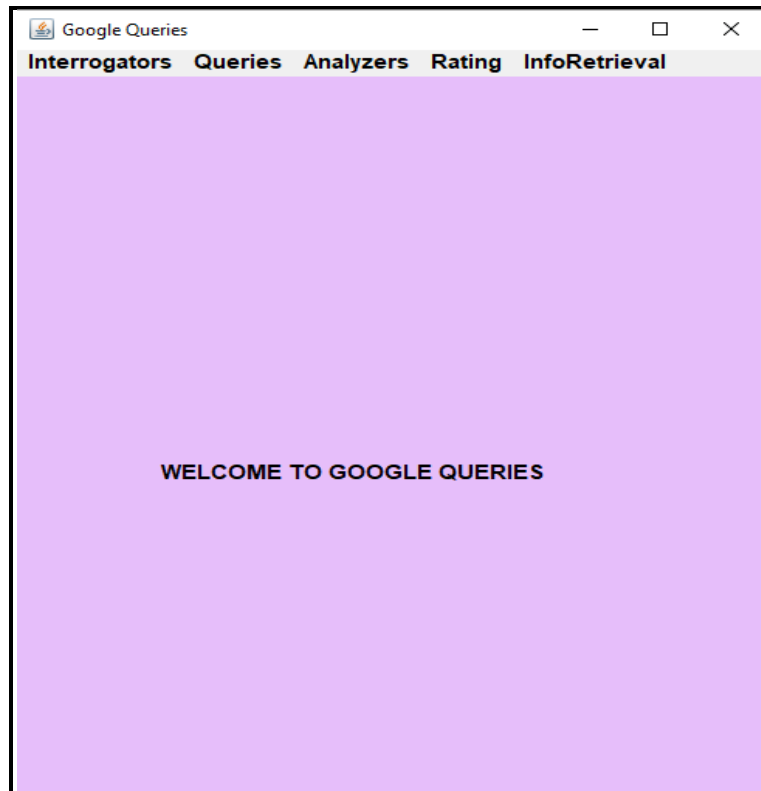 Google Queries
Interrogators Queries Analyzers Rating InfoRetrieval
WELCOME TO GOOGLE QUERIES